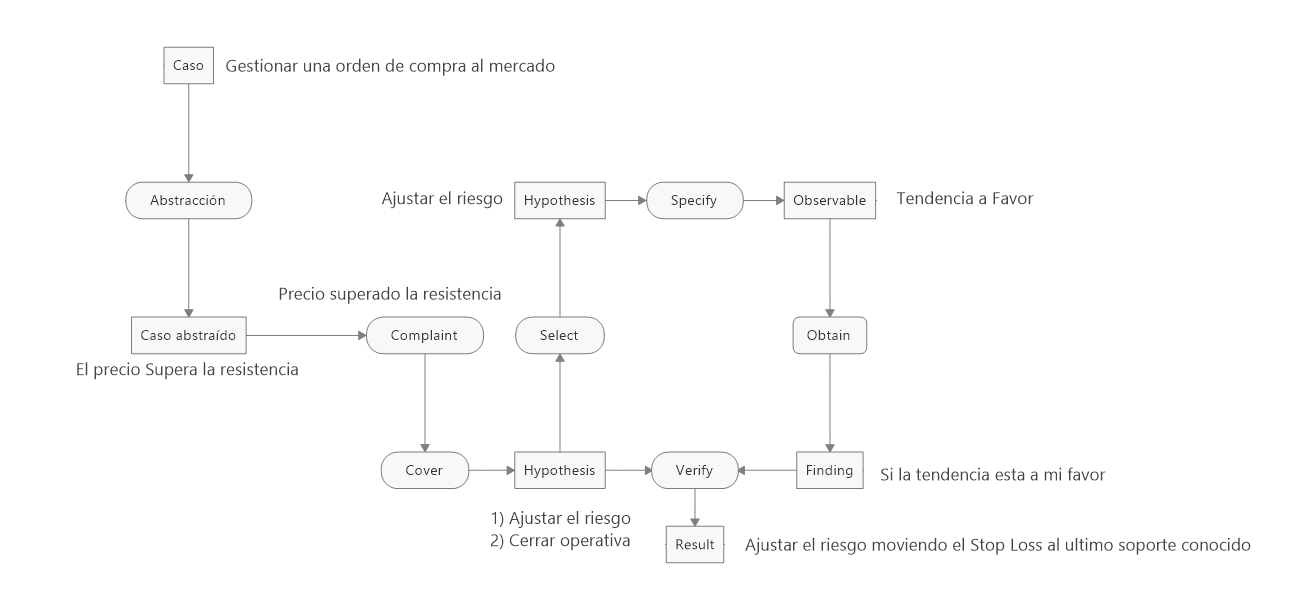 Caso
Gestionar una orden de compra al mercado
Abstracción
Ajustar el riesgo
Hypothesis
Specify
Observable
Tendencia a Favor
Precio superado la resistencia
Caso abstraído
Complaint
Select
Obtain
El precio Supera la resistencia
Cover
Hypothesis
Verify
Finding
Si la tendencia esta a mi favor
1) Ajustar el riesgo
2) Cerrar operativa
Result
Ajustar el riesgo moviendo el Stop Loss al ultimo soporte conocido